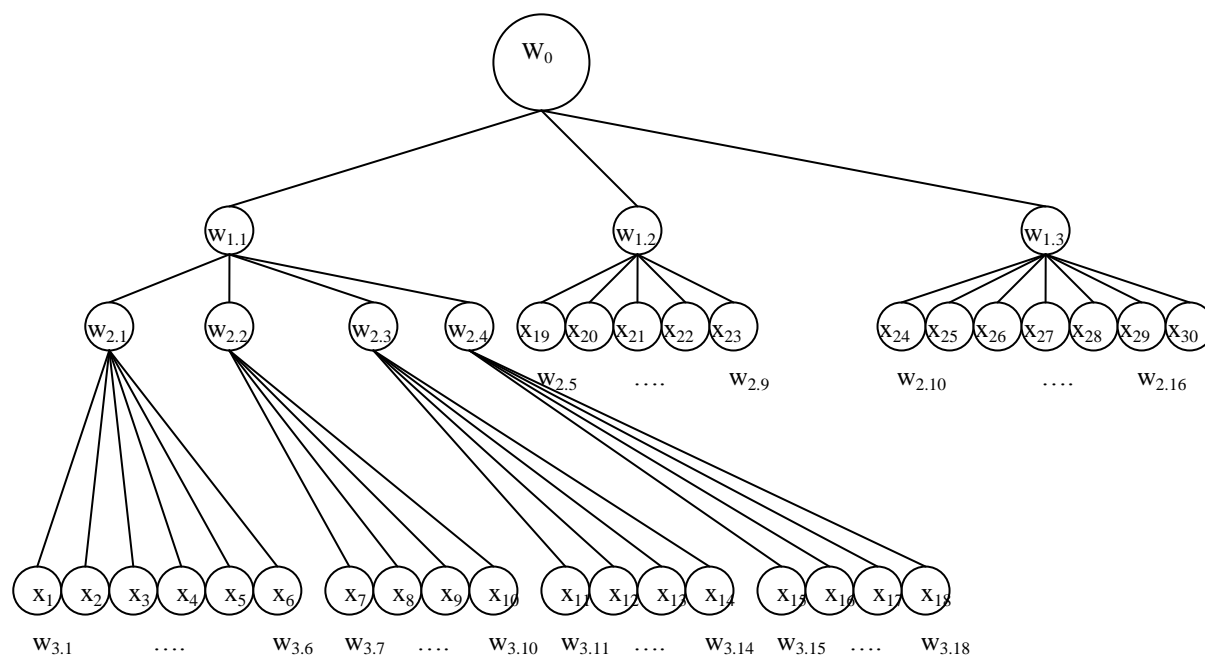 W₀
w₁.₁ w₁.₂ w₁.₃
w₂.₁ w₂.₂ w₂.₃ w₂.₄ x₁₉ x₂₀ x₂₁ x₂₂ x₂₃ x₂₄ x₂₅ x₂₆ x₂₇ x₂₈ x₂₉ x₃₀
w₂.₅ …. w₂.₉ w₂.₁₀ …. w₂.₁₆
x₁ x₂ x₃ x₄ x₅ x₆ x₇ x₈ x₉ x₁₀ x₁₁ x₁₂ x₁₃ x₁₄ x₁₅ x₁₆ x₁₇ x₁₈
w₃.₁ …. w₃.₆ w₃.₇ …. w₃.₁₀ w₃.₁₁ …. w₃.₁₄ w₃.₁₅ …. w₃.₁₈